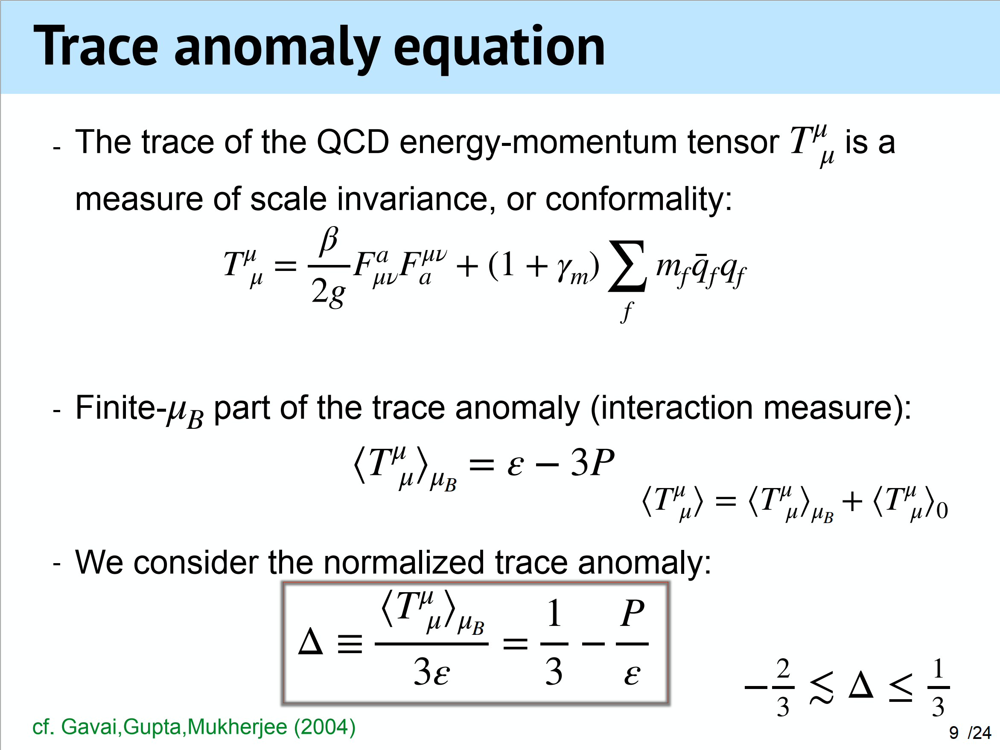 Trace anomaly equation
- The trace of the QCD energy-momentum tensor $T^{\mu}_{\ \mu}$ is a
measure of scale invariance, or conformality:
$T^{\mu}_{\ \mu} = \frac{\beta}{2g} F^{a}_{\mu\nu} F^{\mu\nu}_{a} + (1 + \gamma_m) \sum_f m_f \bar{q}_f q_f$
- Finite-$\mu_B$ part of the trace anomaly (interaction measure):
$\langle T^{\mu}_{\ \mu} \rangle_{\mu_B} = \varepsilon - 3P$
$\langle T^{\mu}_{\ \mu} \rangle = \langle T^{\mu}_{\ \mu} \rangle_{\mu_B} + \langle T^{\mu}_{\ \mu} \rangle_0$
- We consider the normalized trace anomaly:
$\Delta \equiv \frac{\langle T^{\mu}_{\ \mu} \rangle_{\mu_B}}{3\varepsilon} = \frac{1}{3} - \frac{P}{\varepsilon}$
$-\frac{2}{3} \lesssim \Delta \leq \frac{1}{3}$
cf. Gavai,Gupta,Mukherjee (2004)
9 /24